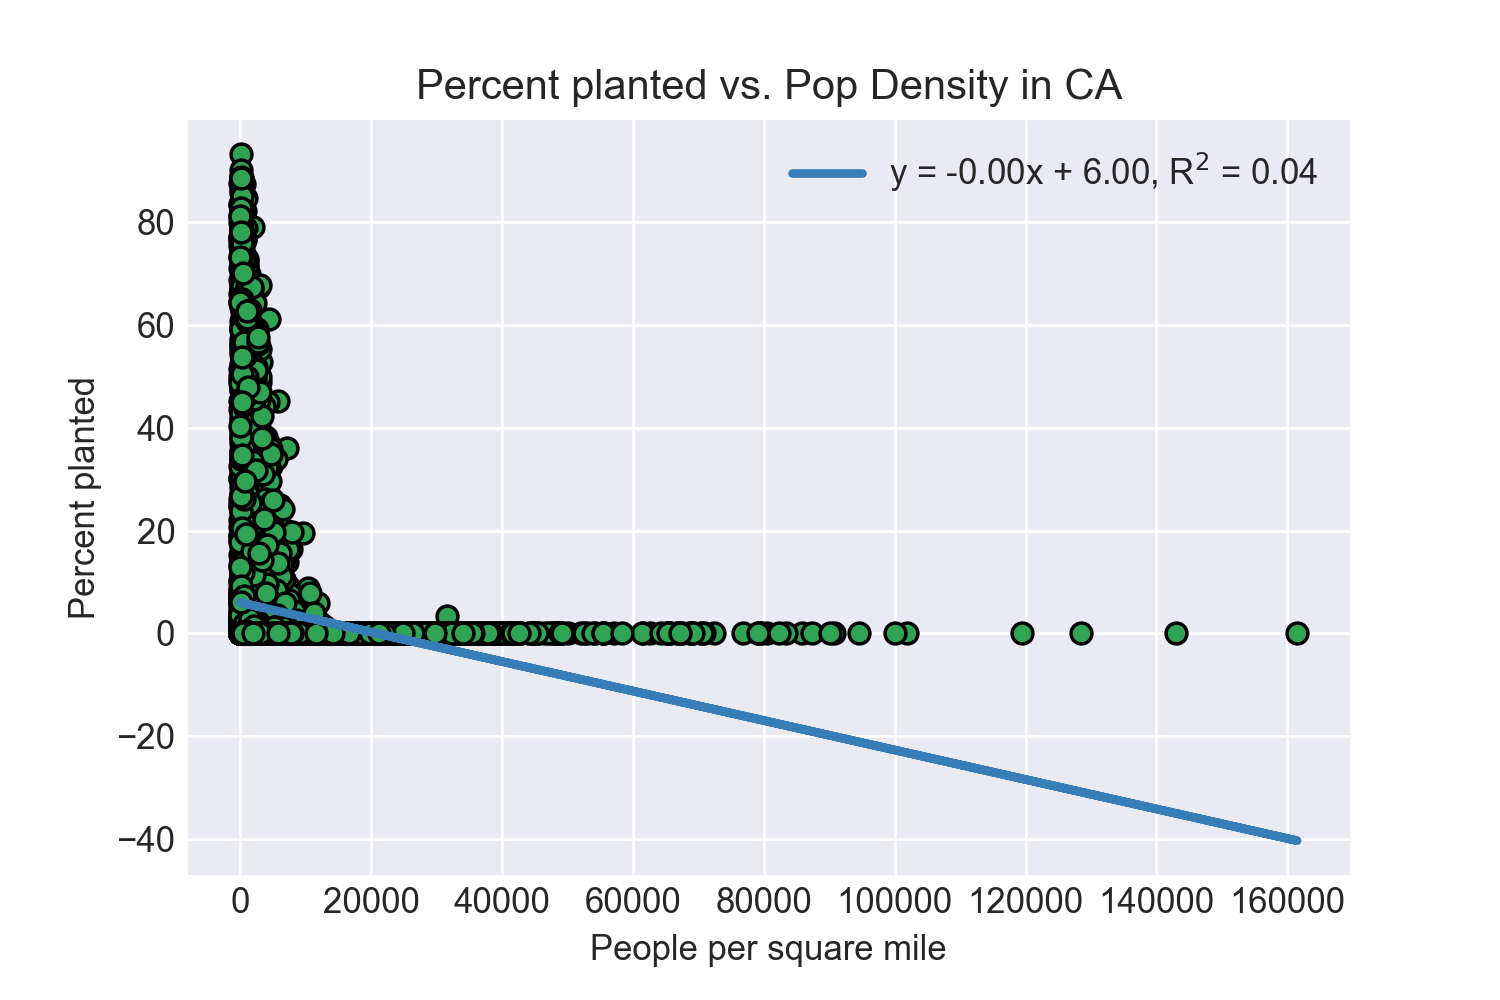 Percent planted vs. Pop Density in CA
y = -0.00x + 6.00, R² = 0.04
Percent planted
80
60
40
20
0
−20
−40
0 20000 40000 60000 80000 100000 120000 140000 160000
People per square mile